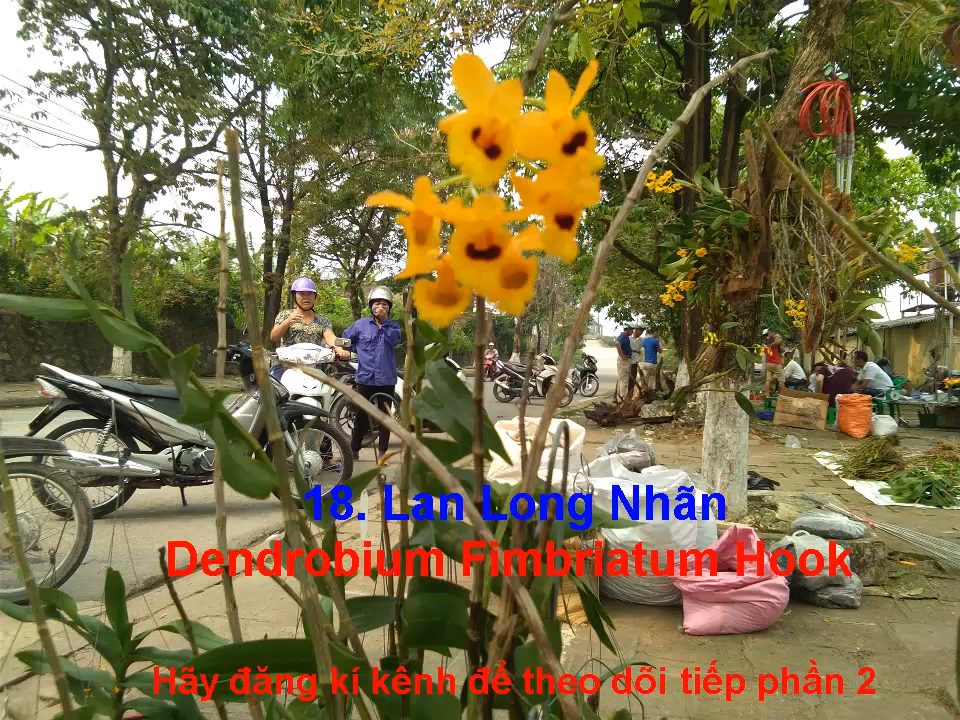 18. Lan Long Nhãn
Dendrobium Fimbriatum Hook
Hãy đăng kí kênh để theo dõi tiếp phần 2